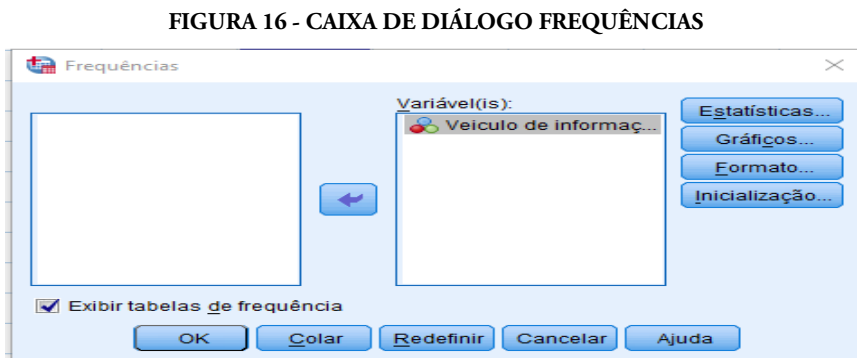 FIGURA 16 - CAIXA DE DIÁLOGO FREQUÊNCIAS
Frequências
Variável(is):
Veiculo de informaç...
Estatísticas...
Gráficos...
Formato...
Inicialização...
Exibir tabelas de frequência
OK Colar Redefinir Cancelar Ajuda